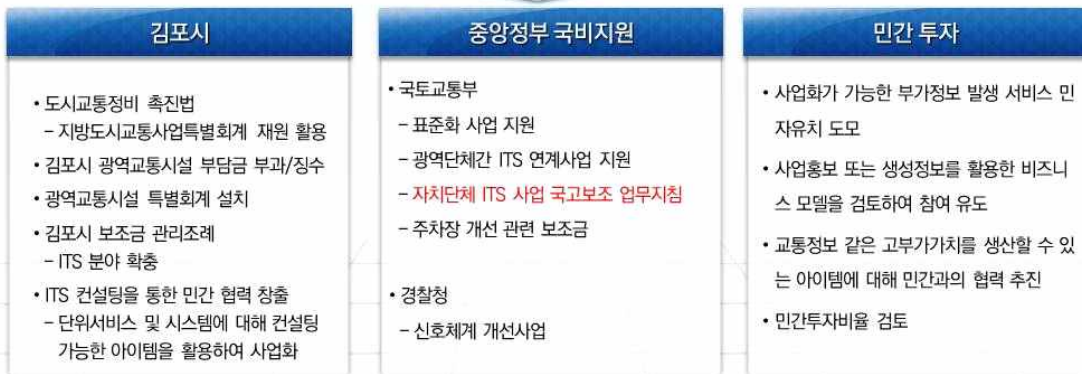 김포시
• 도시교통정비 촉진법
– 지방도시교통사업특별회계 재원 활용
• 김포시 광역교통시설 부담금 부과/징수
• 광역교통시설 특별회계 설치
• 김포시 보조금 관리조례
– ITS 분야 확충
• ITS 컨설팅을 통한 민간 협력 창출
– 단위서비스 및 시스템에 대해 컨설팅
가능한 아이템을 활용하여 사업화
중앙정부 국비지원
• 국토교통부
– 표준화 사업 지원
– 광역단체간 ITS 연계사업 지원
– 자치단체 ITS 사업 국고보조 업무지침
– 주차장 개선 관련 보조금
• 경찰청
– 신호체계 개선사업
민간 투자
• 사업화가 가능한 부가정보 발생 서비스 민
자유치 도모
• 사업홍보 또는 생성정보를 활용한 비즈니
스 모델을 검토하여 참여 유도
• 교통정보 같은 고부가가치를 생산할 수 있
는 아이템에 대해 민간과의 협력 추진
• 민간투자비율 검토